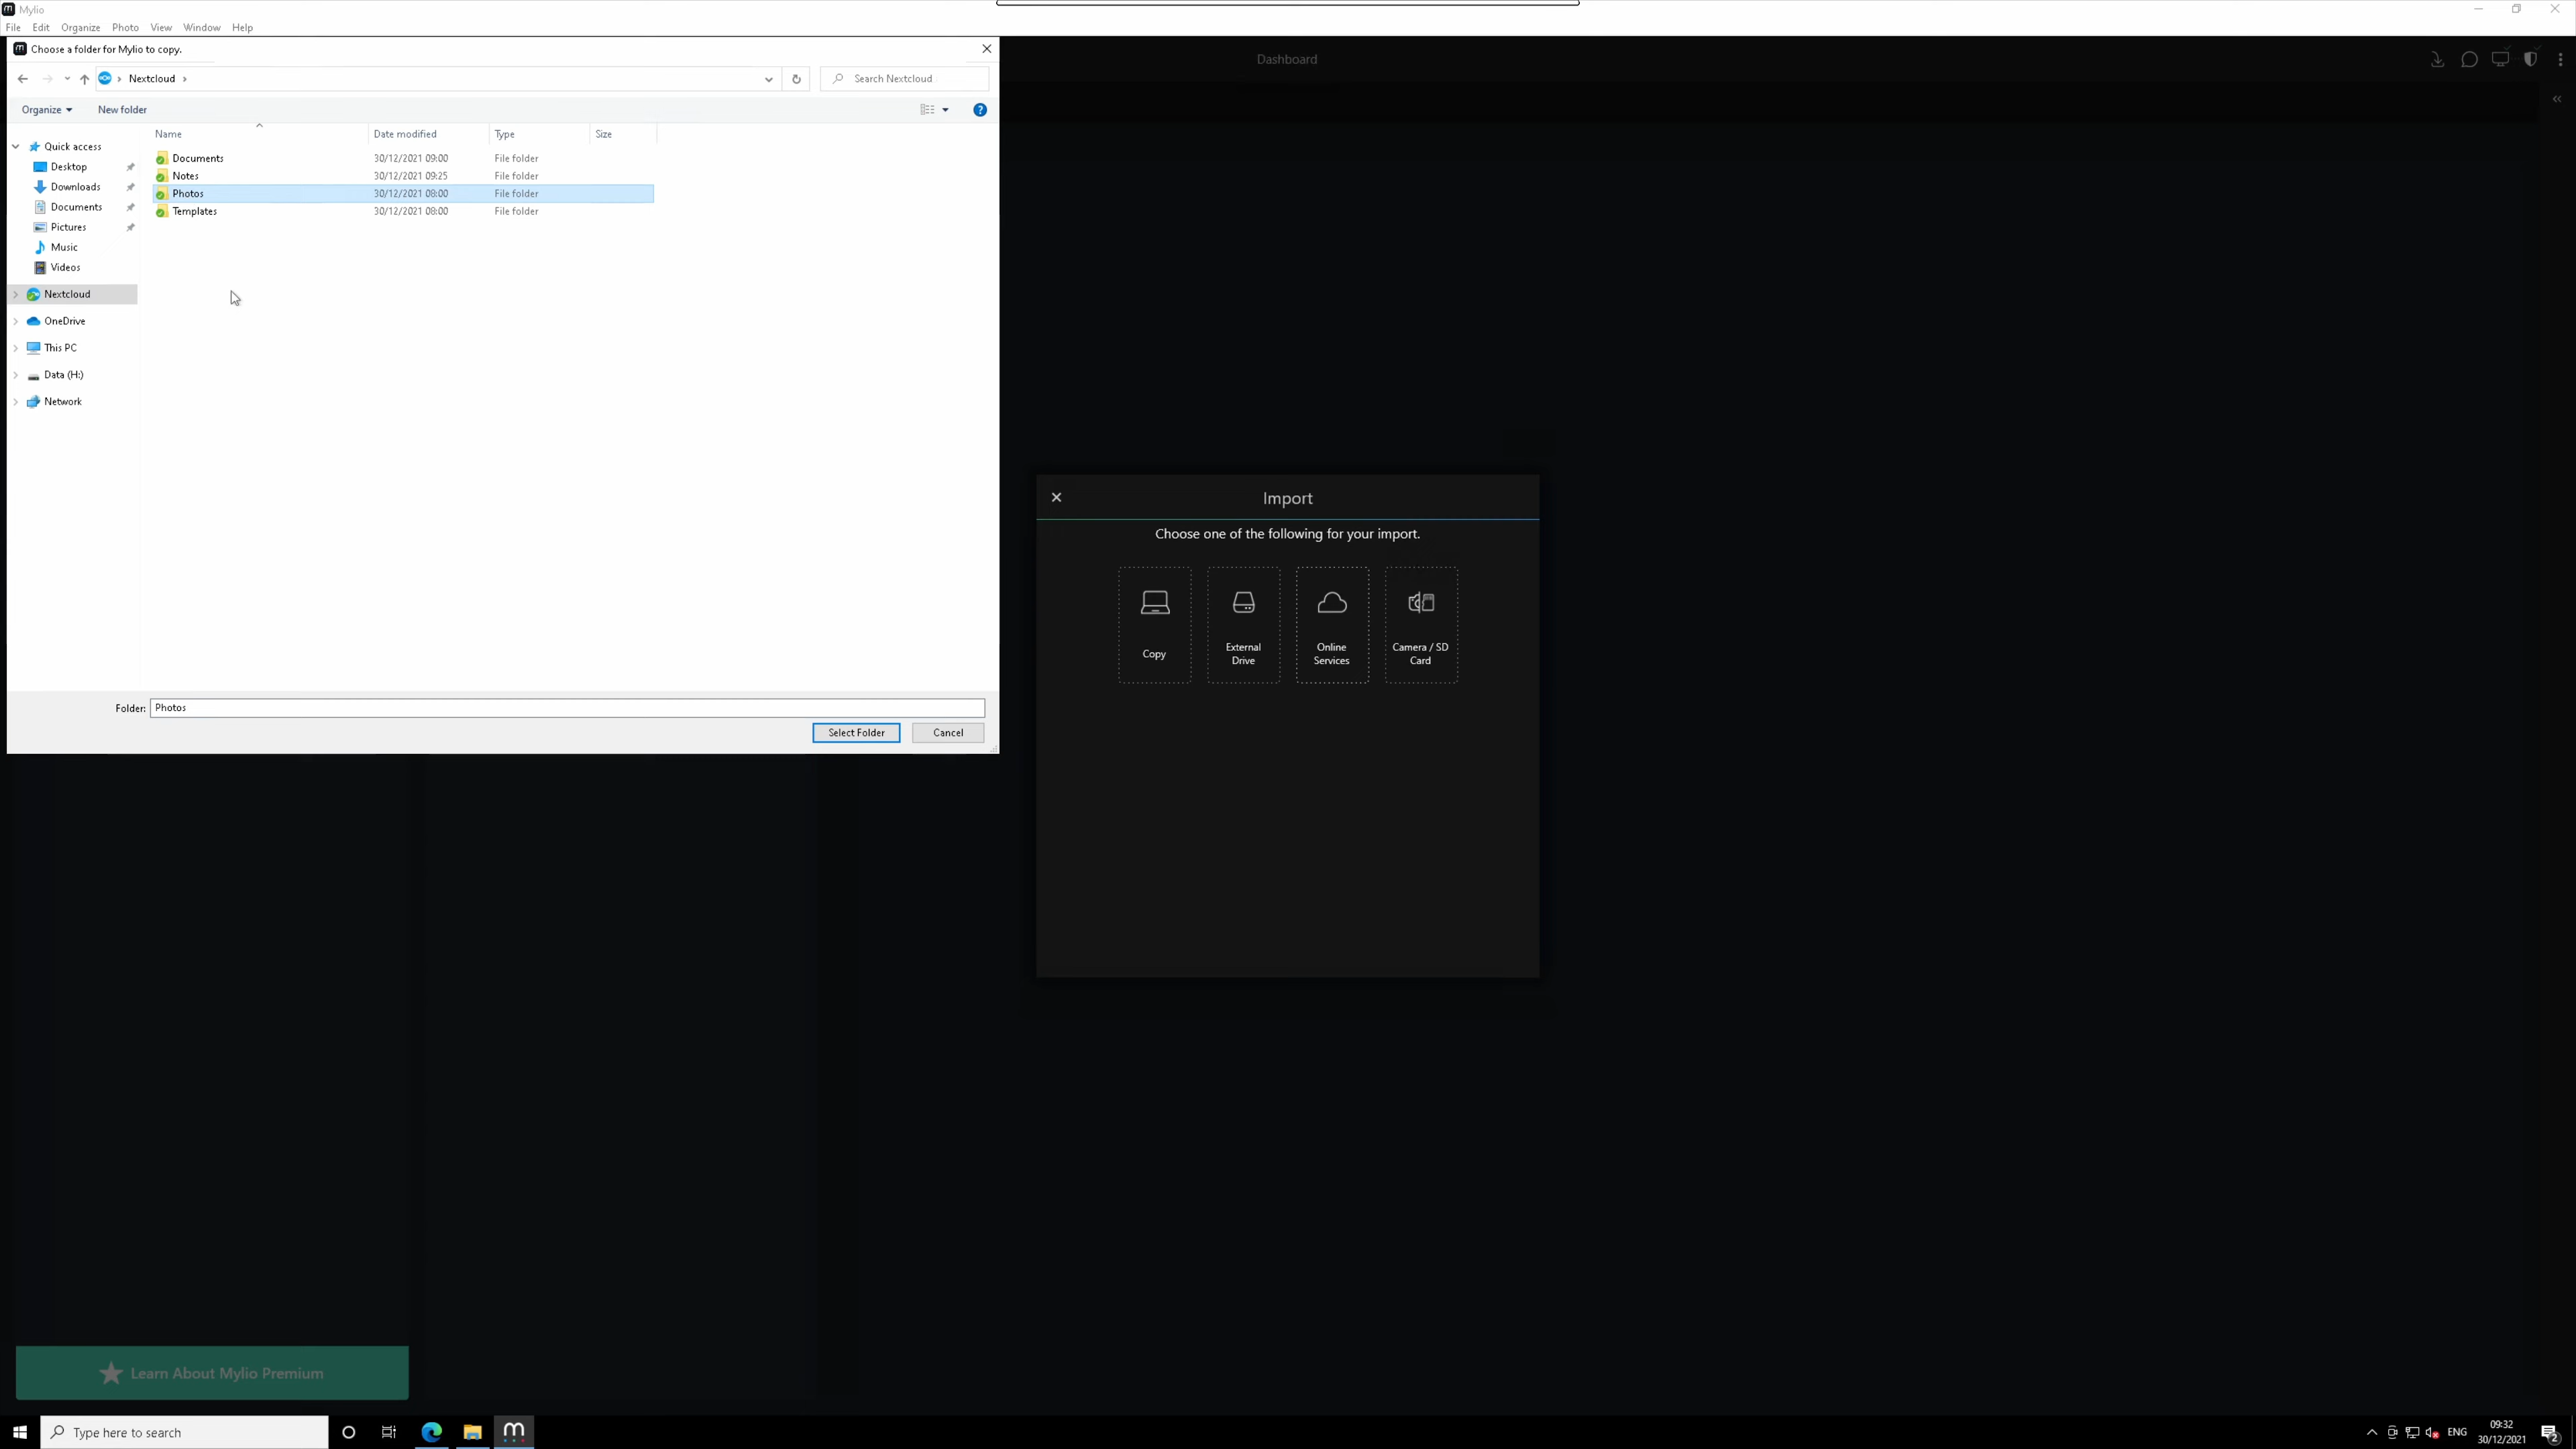 Mylio
File Edit Organize Photo View Window Help
Choose a folder for Mylio to copy.
Nextcloud
Search Nextcloud
Organize New folder
Name Date modified Type Size
Documents 30/12/2021 09:00 File folder
Notes 30/12/2021 09:25 File folder
Photos 30/12/2021 08:00 File folder
Templates 30/12/2021 08:00 File folder
Quick access
Desktop
Downloads
Documents
Pictures
Music
Videos
Nextcloud
OneDrive
This PC
Data (H:)
Network
Folder: Photos
Select Folder Cancel
Dashboard
Import
Choose one of the following for your import.
Copy
External
Drive
Online
Services
Camera / SD
Card
Learn About Mylio Premium
Type here to search
ENG
09:32
30/12/2021
2